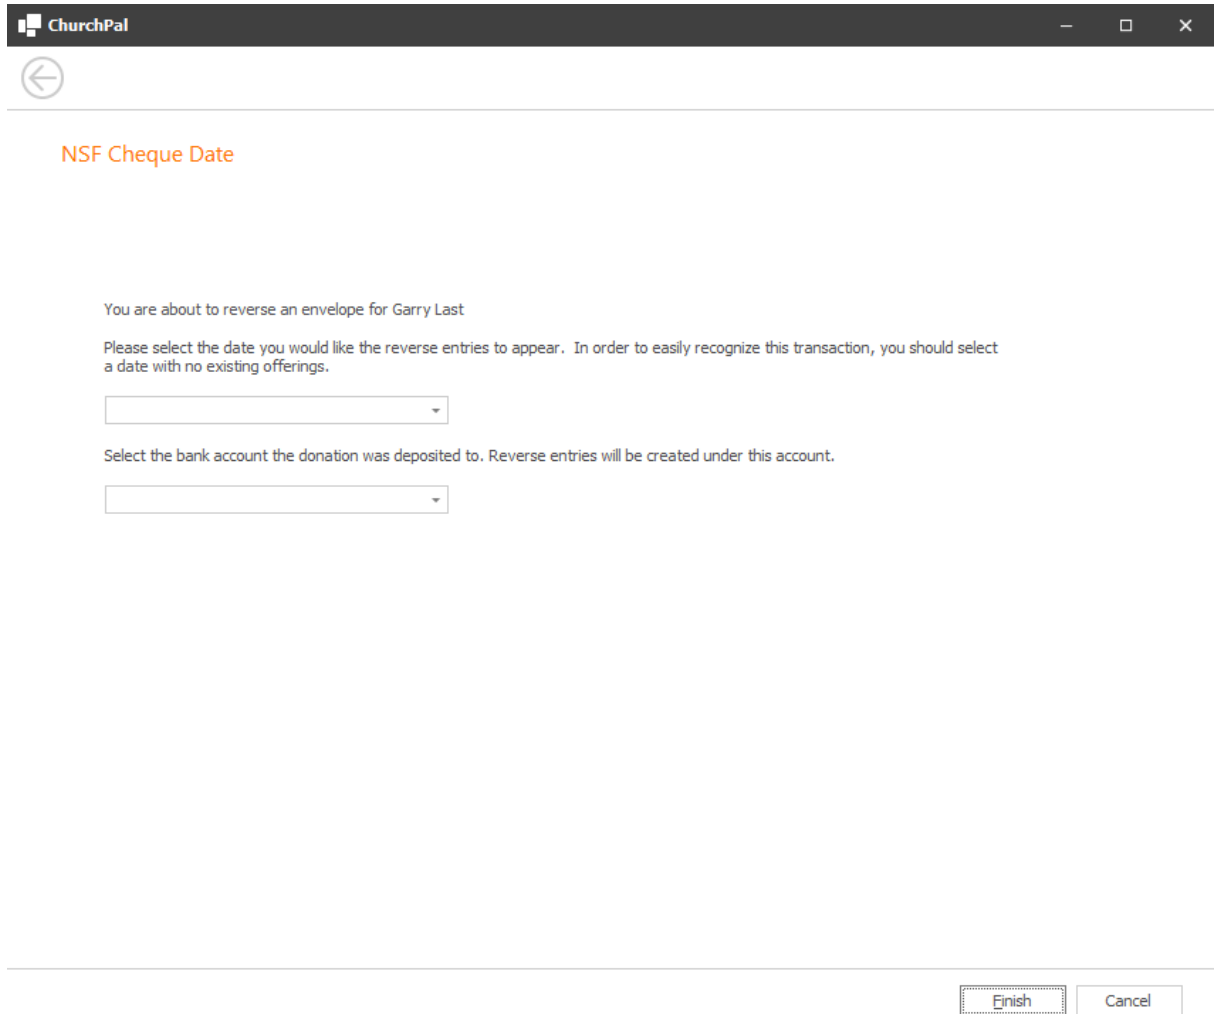 ChurchPal
NSF Cheque Date
You are about to reverse an envelope for Garry Last
Please select the date you would like the reverse entries to appear.  In order to easily recognize this transaction, you should select
a date with no existing offerings.
Select the bank account the donation was deposited to. Reverse entries will be created under this account.
Finish
Cancel